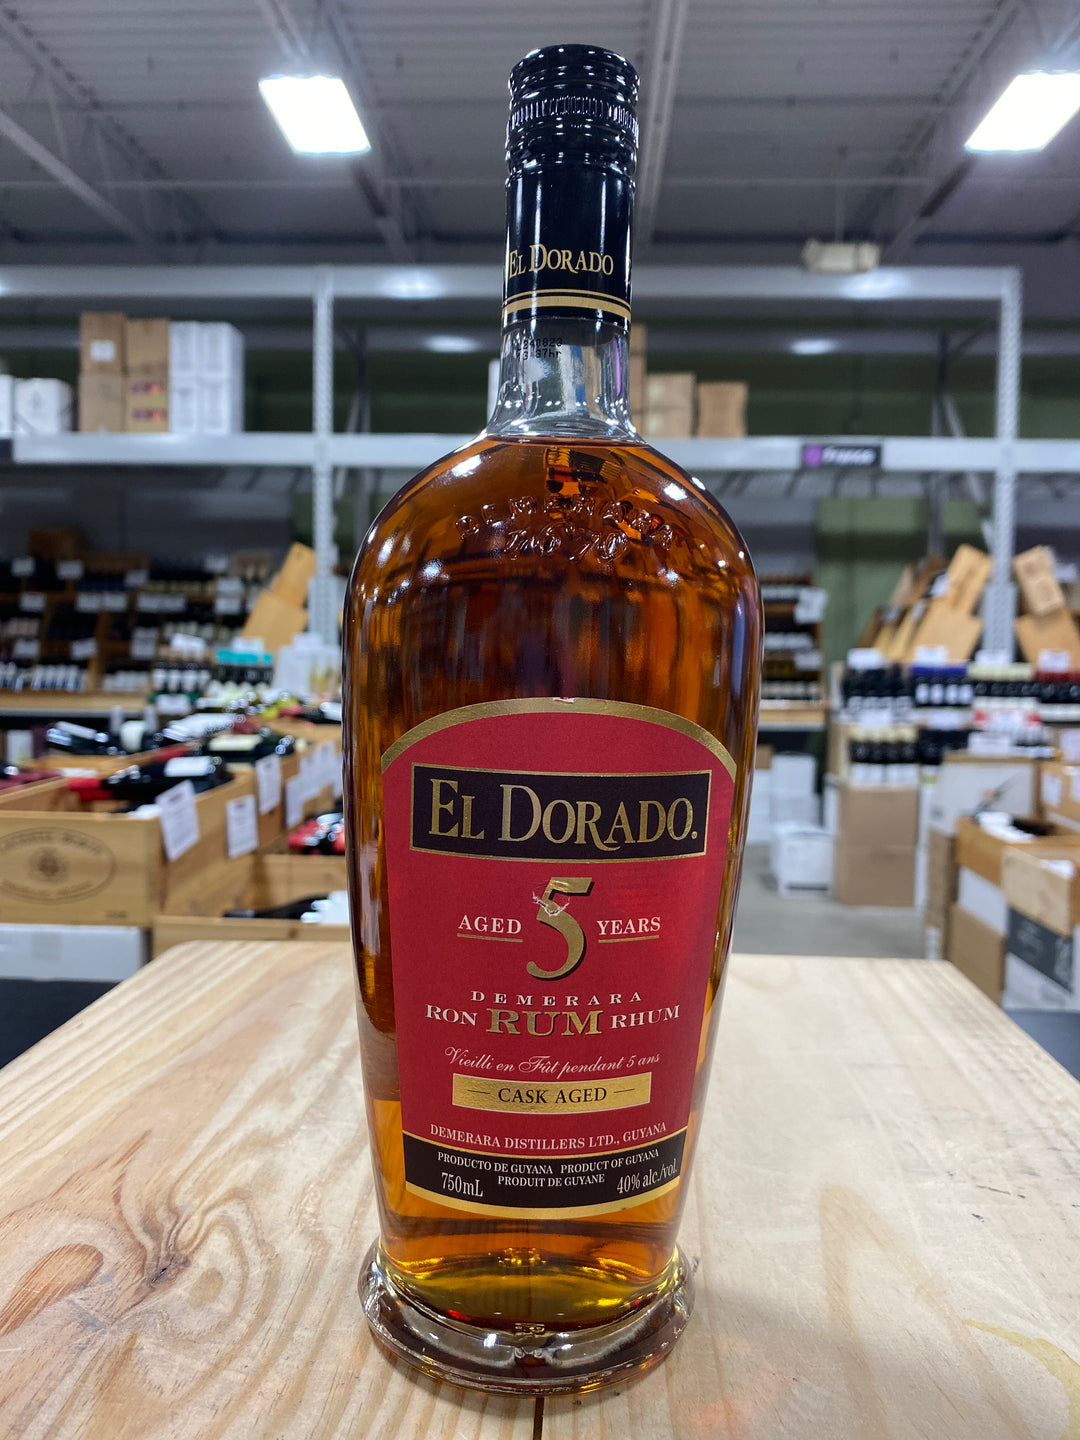 EL DORADO
EL DORADO.
AGED 5 YEARS
DEMERARA
RON RUM RHUM
Vieilli en Fût pendant 5 ans
— CASK AGED —
DEMERARA DISTILLERS LTD., GUYANA
PRODUCTO DE GUYANA PRODUCT OF GUYANA
750mL PRODUIT DE GUYANE 40% alc./vol.
France